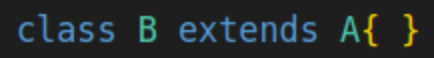 class B extends A{ }